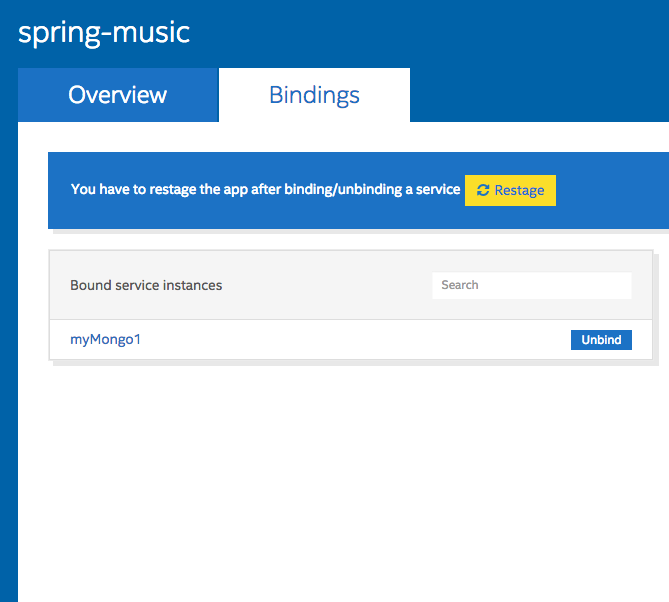 spring-music
Overview
Bindings
You have to restage the app after binding/unbinding a service Restage
Bound service instances
Search
myMongo1
Unbind